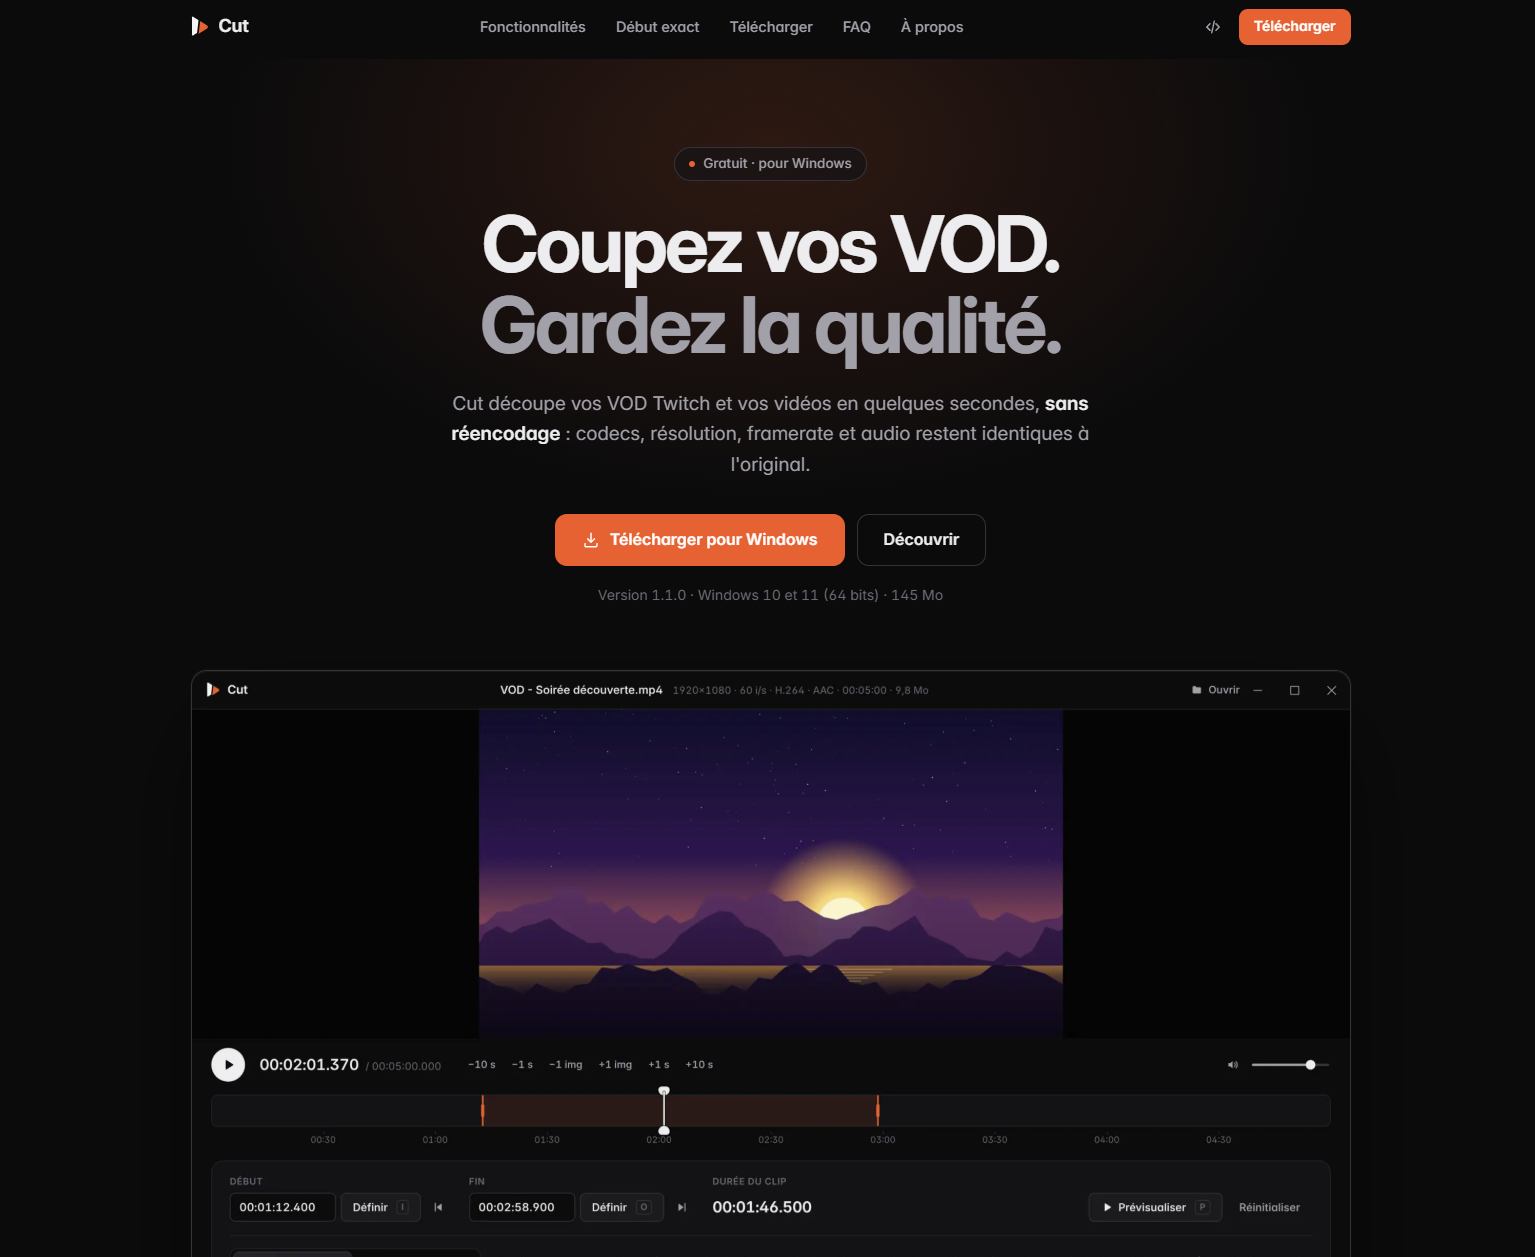 Cut
Fonctionnalités
Début exact
Télécharger
FAQ
À propos
Télécharger
Gratuit · pour Windows
Coupez vos VOD.
Gardez la qualité.
Cut découpe vos VOD Twitch et vos vidéos en quelques secondes, sans
réencodage : codecs, résolution, framerate et audio restent identiques à
l'original.
Télécharger pour Windows
Découvrir
Version 1.1.0 · Windows 10 et 11 (64 bits) · 145 Mo
Cut
VOD - Soirée découverte.mp4 1920×1080 · 60 i/s · H.264 · AAC · 00:05:00 · 9,8 Mo
Ouvrir
00:02:01.370 / 00:05:00.000
−10 s −1 s −1 img +1 img +1 s +10 s
00:30 01:00 01:30 02:00 02:30 03:00 03:30 04:00 04:30
DÉBUT
FIN
DURÉE DU CLIP
00:01:12.400
Définir I
00:02:58.900
Définir O
00:01:46.500
Prévisualiser P
Réinitialiser